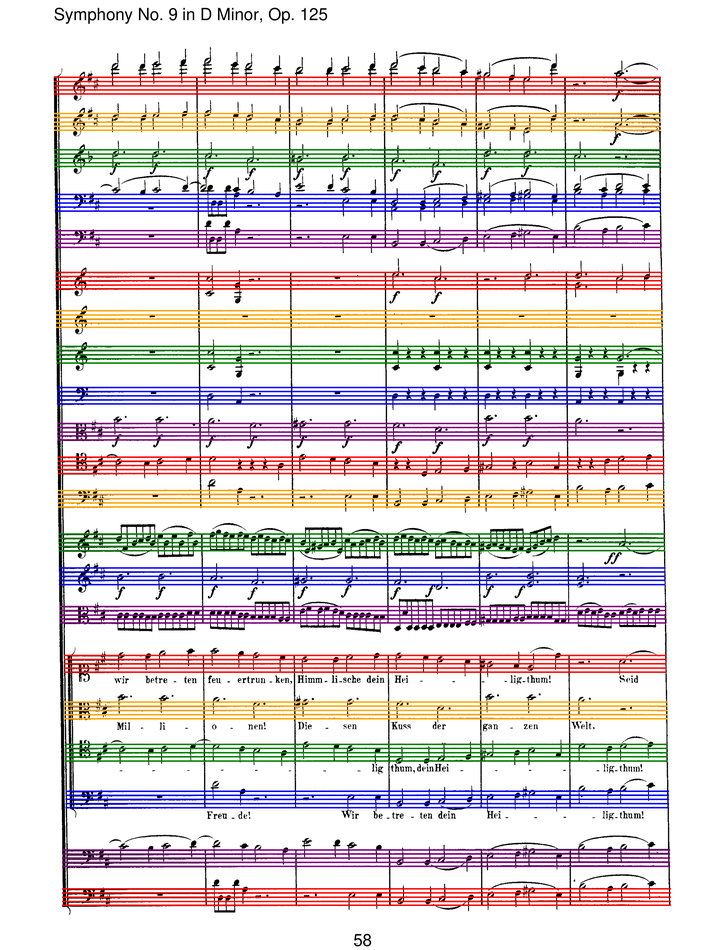 Symphony No. 9 in D Minor, Op. 125
f f f f f f f
f f
f f f f f f f f
ff
f f f f f f
wir betre - ten feu - ertrun - ken, Himm - li - sche dein Hei - - - - lig - thum! Seid
Mil - li - o - nen! Die - sen Kuss der gan - zen Welt,
- - - - - - - - lig - thum, dein Hei - - - - - lig - thum!
Freu - de! Wir be - tre - ten dein Hei - - - - lig - thum!
58